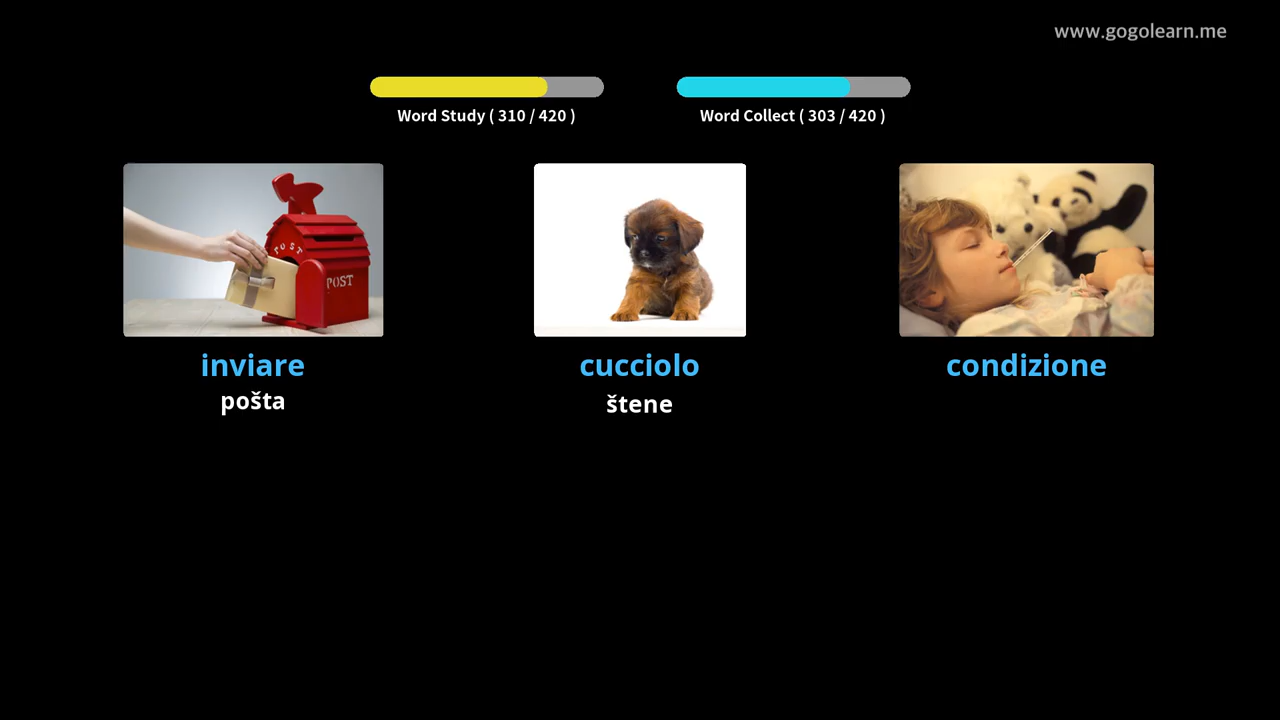 www.gogolearn.me
Word Study ( 310 / 420 )
Word Collect ( 303 / 420 )
POST
POST
inviare
cucciolo
condizione
pošta
štene